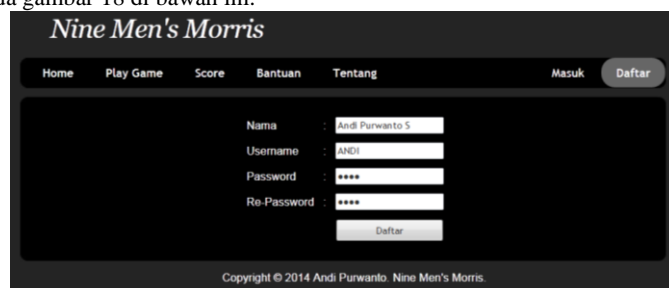 da gambar 18 di bawah ini.
Nine Men's Morris
Home Play Game Score Bantuan Tentang Masuk Daftar
Nama : Andi Purwanto S
Username : ANDI
Password : ••••
Re-Password : ••••
Daftar
Copyright © 2014 Andi Purwanto. Nine Men's Morris.